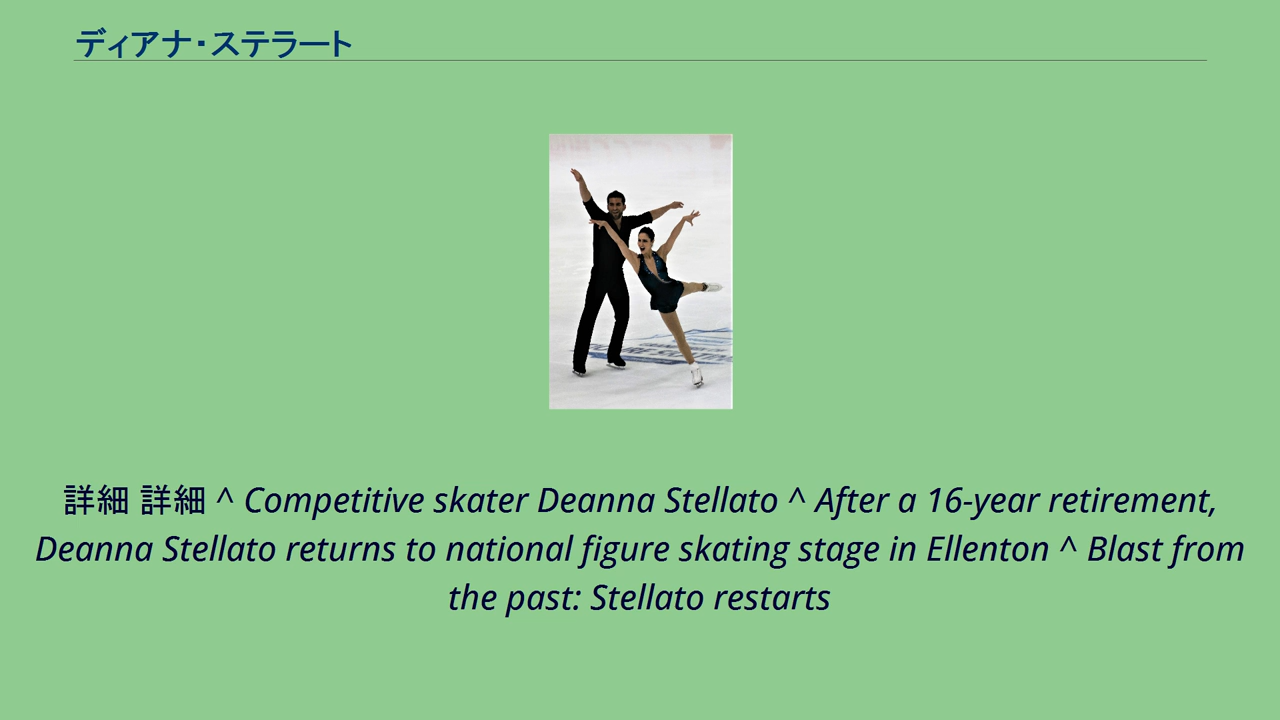 ディアナ・ステラート
詳細 詳細 ^ Competitive skater Deanna Stellato ^ After a 16-year retirement,
Deanna Stellato returns to national figure skating stage in Ellenton ^ Blast from
the past: Stellato restarts